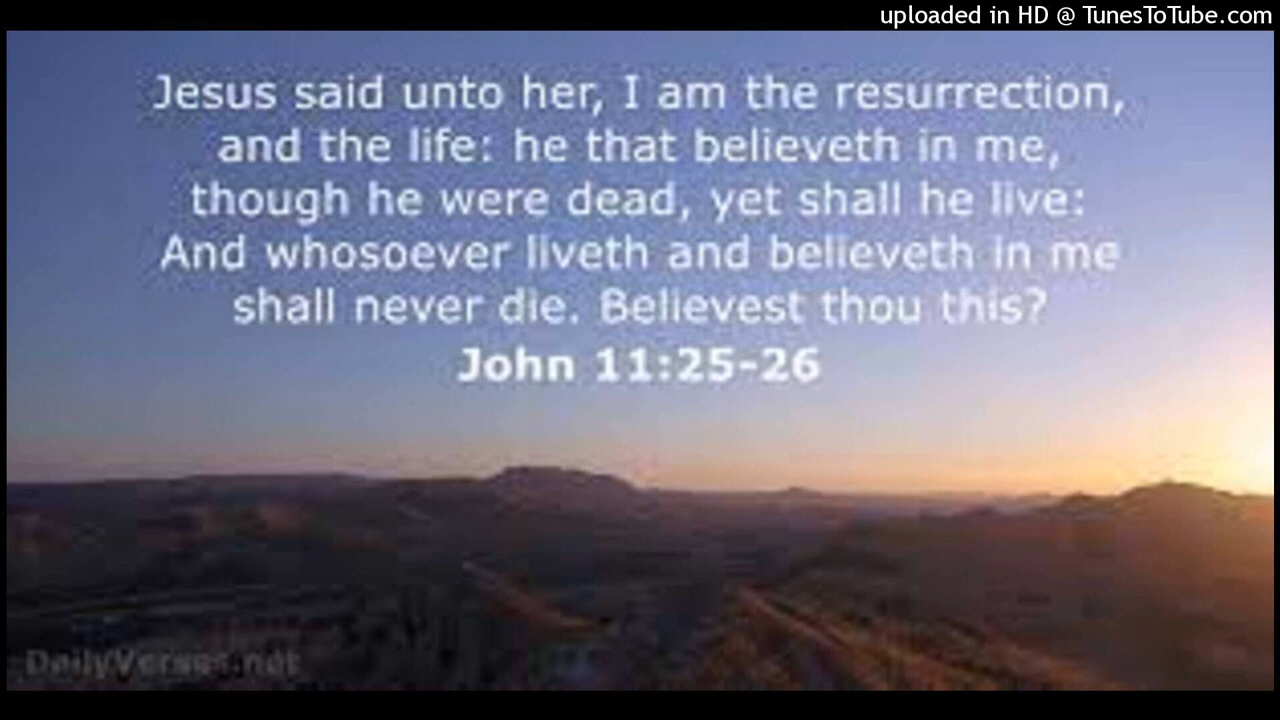 uploaded in HD @ TunesToTube.com
Jesus said unto her, I am the resurrection,
and the life: he that believeth in me,
though he were dead, yet shall he live:
And whosoever liveth and believeth in me
shall never die. Believest thou this?
John 11:25-26
DailyVerses.net